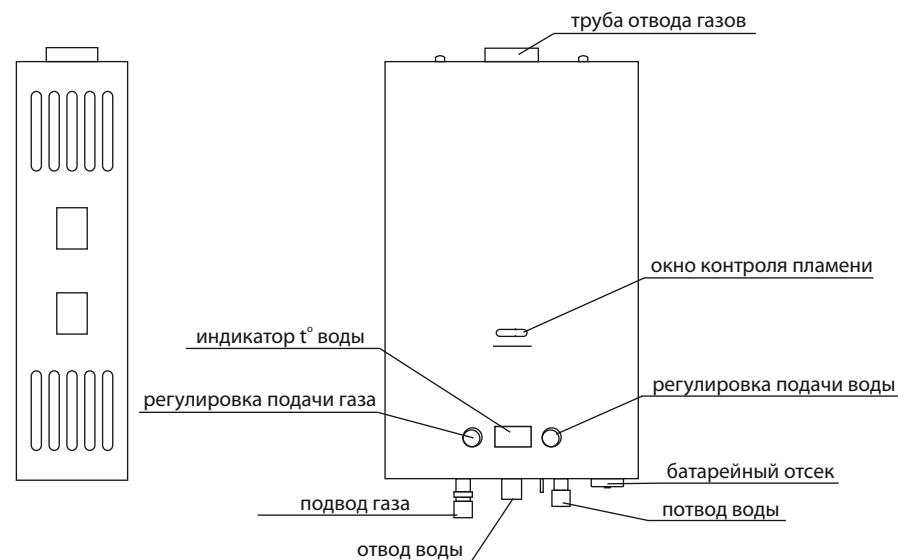 труба отвода газов
окно контроля пламени
индикатор t° воды
регулировка подачи воды
регулировка подачи газа
батарейный отсек
подвод газа
потвод воды
отвод воды